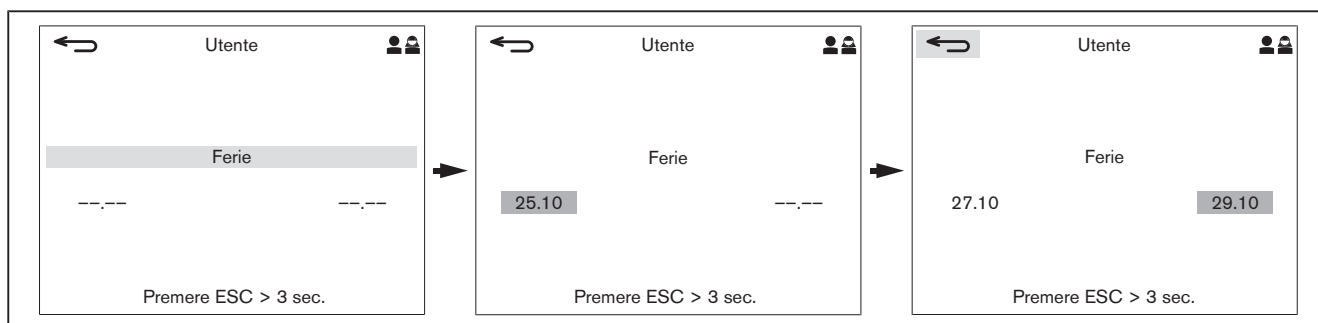 Utente
Ferie
––.–– ––.––
Premere ESC > 3 sec.
Utente
Ferie
25.10 ––.––
Premere ESC > 3 sec.
Utente
Ferie
27.10 29.10
Premere ESC > 3 sec.